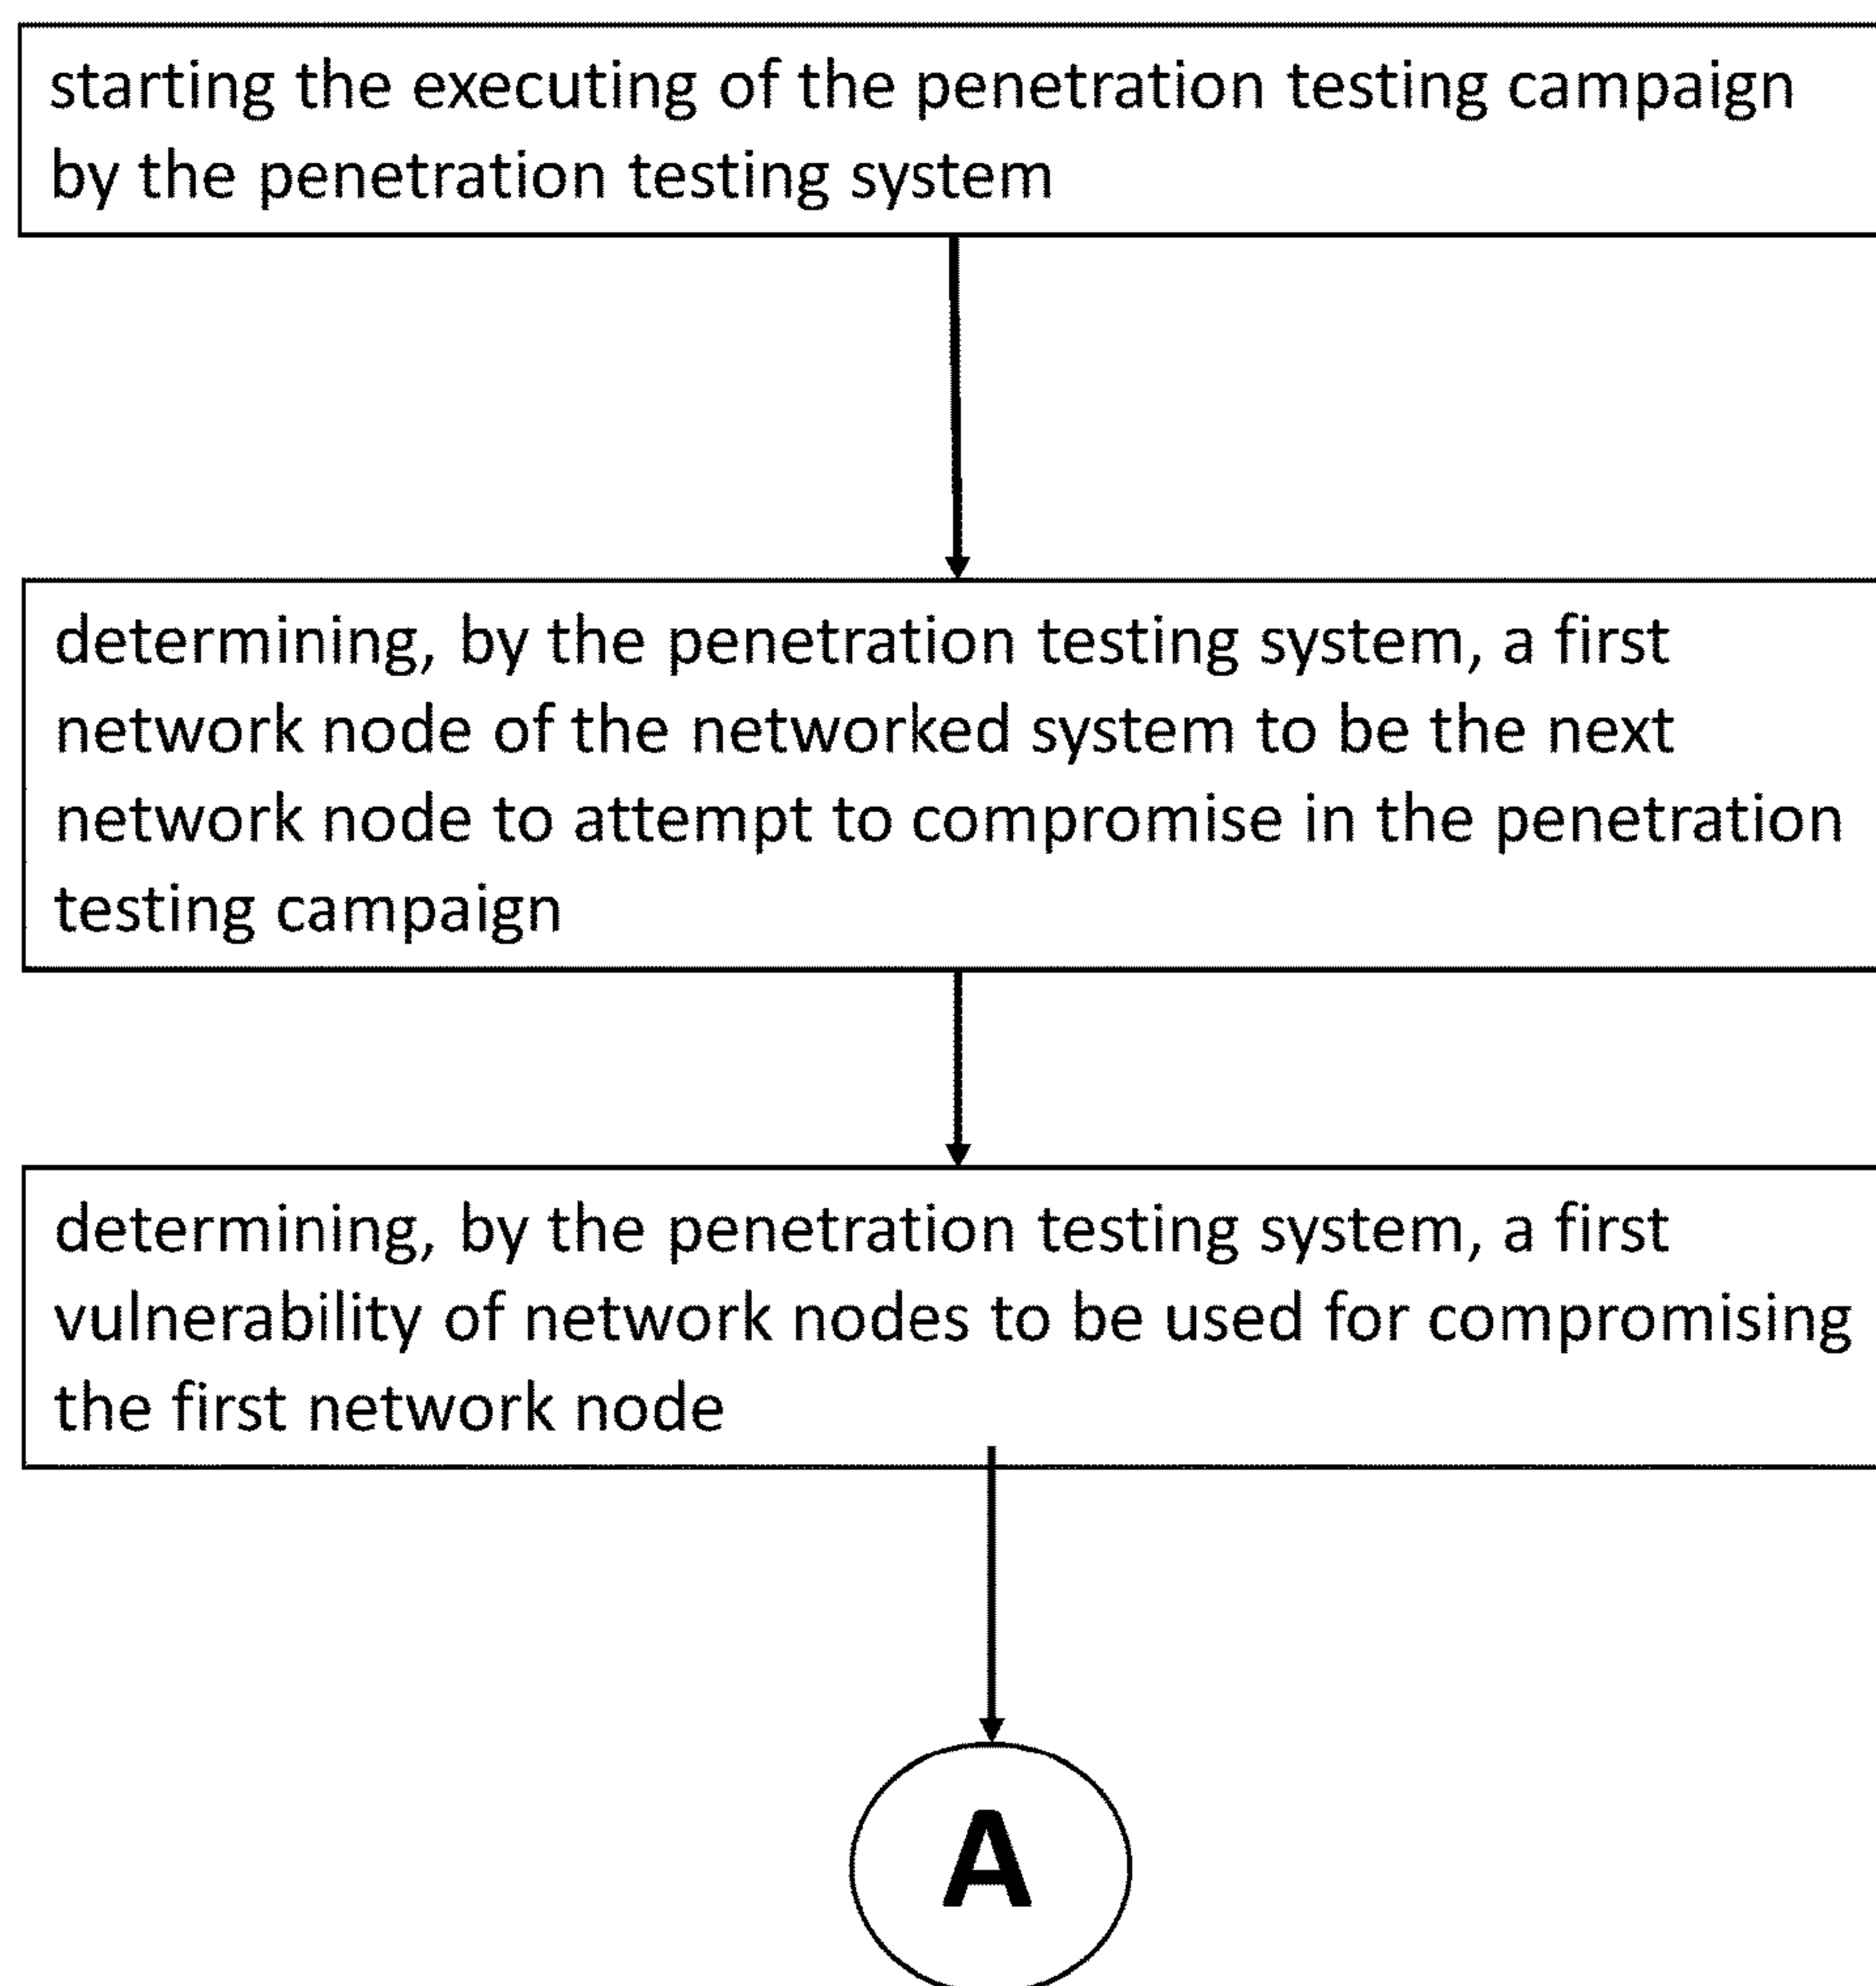 starting the executing of the penetration testing campaign
by the penetration testing system
determining, by the penetration testing system, a first
network node of the networked system to be the next
network node to attempt to compromise in the penetration
testing campaign
determining, by the penetration testing system, a first
vulnerability of network nodes to be used for compromising
the first network node
A